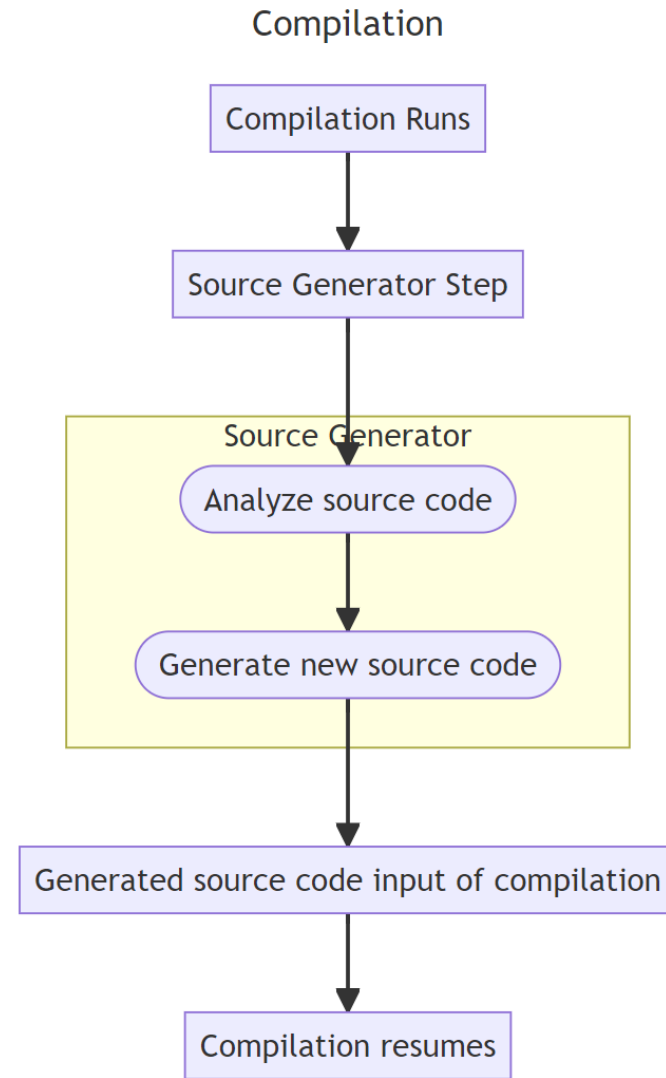 Compilation
Compilation Runs
Source Generator Step
Source Generator
Analyze source code
Generate new source code
Generated source code input of compilation
Compilation resumes